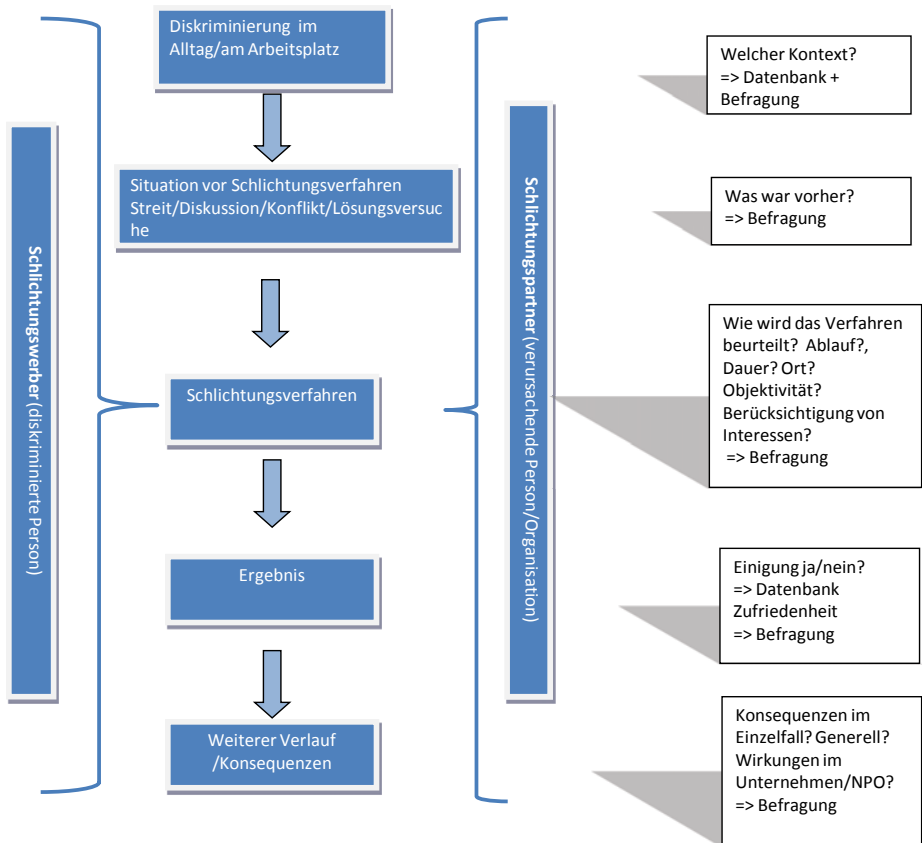 Diskriminierung im
Alltag/am Arbeitsplatz
Welcher Kontext?
=> Datenbank +
Befragung
Situation vor Schlichtungsverfahren
Streit/Diskussion/Konflikt/Lösungsversuc
he
Was war vorher?
=> Befragung
Schlichtungswerber (diskriminierte Person)
Schlichtungspartner (verursachende Person/Organisation)
Schlichtungsverfahren
Wie wird das Verfahren
beurteilt? Ablauf?,
Dauer? Ort?
Objektivität?
Berücksichtigung von
Interessen?
=> Befragung
Ergebnis
Einigung ja/nein?
=> Datenbank
Zufriedenheit
=> Befragung
Weiterer Verlauf
/Konsequenzen
Konsequenzen im
Einzelfall? Generell?
Wirkungen im
Unternehmen/NPO?
=> Befragung